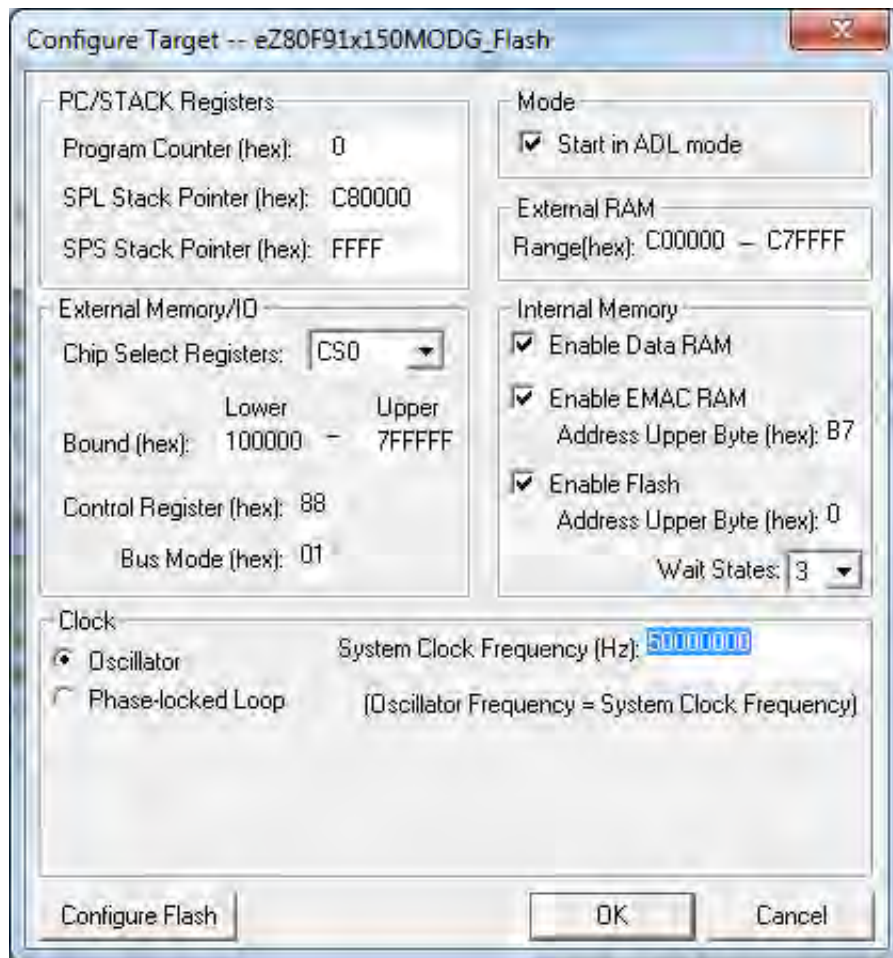 Configure Target -- eZ80F91x150MODG_Flash
PC/STACK Registers
Program Counter (hex): 0
SPL Stack Pointer (hex): C80000
SPS Stack Pointer (hex): FFFF
Mode
Start in ADL mode
External RAM
Range(hex): C00000 – C7FFFF
External Memory/IO
Chip Select Registers: CS0
Lower Upper
Bound (hex): 100000 – 7FFFFF
Control Register (hex): 88
Bus Mode (hex): 01
Internal Memory
Enable Data RAM
Enable EMAC RAM
Address Upper Byte (hex): B7
Enable Flash
Address Upper Byte (hex): 0
Wait States: 3
Clock
Oscillator
Phase-locked Loop
System Clock Frequency (Hz): 50000000
(Oscillator Frequency = System Clock Frequency)
Configure Flash
OK
Cancel